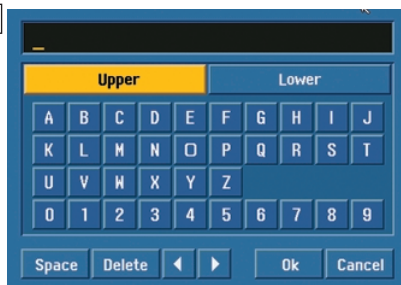 _
Upper Lower
A B C D E F G H I J
K L M N O P Q R S T
U V W X Y Z
0 1 2 3 4 5 6 7 8 9
Space Delete ◀ ▶ Ok Cancel